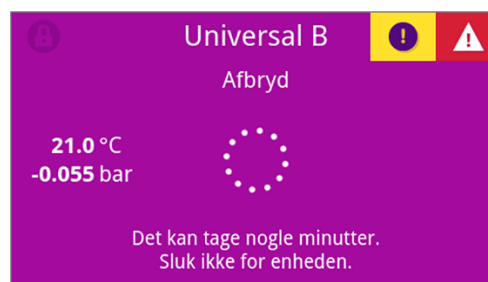 Universal B
Afbryd
21.0 °C
-0.055 bar
Det kan tage nogle minutter.
Sluk ikke for enheden.